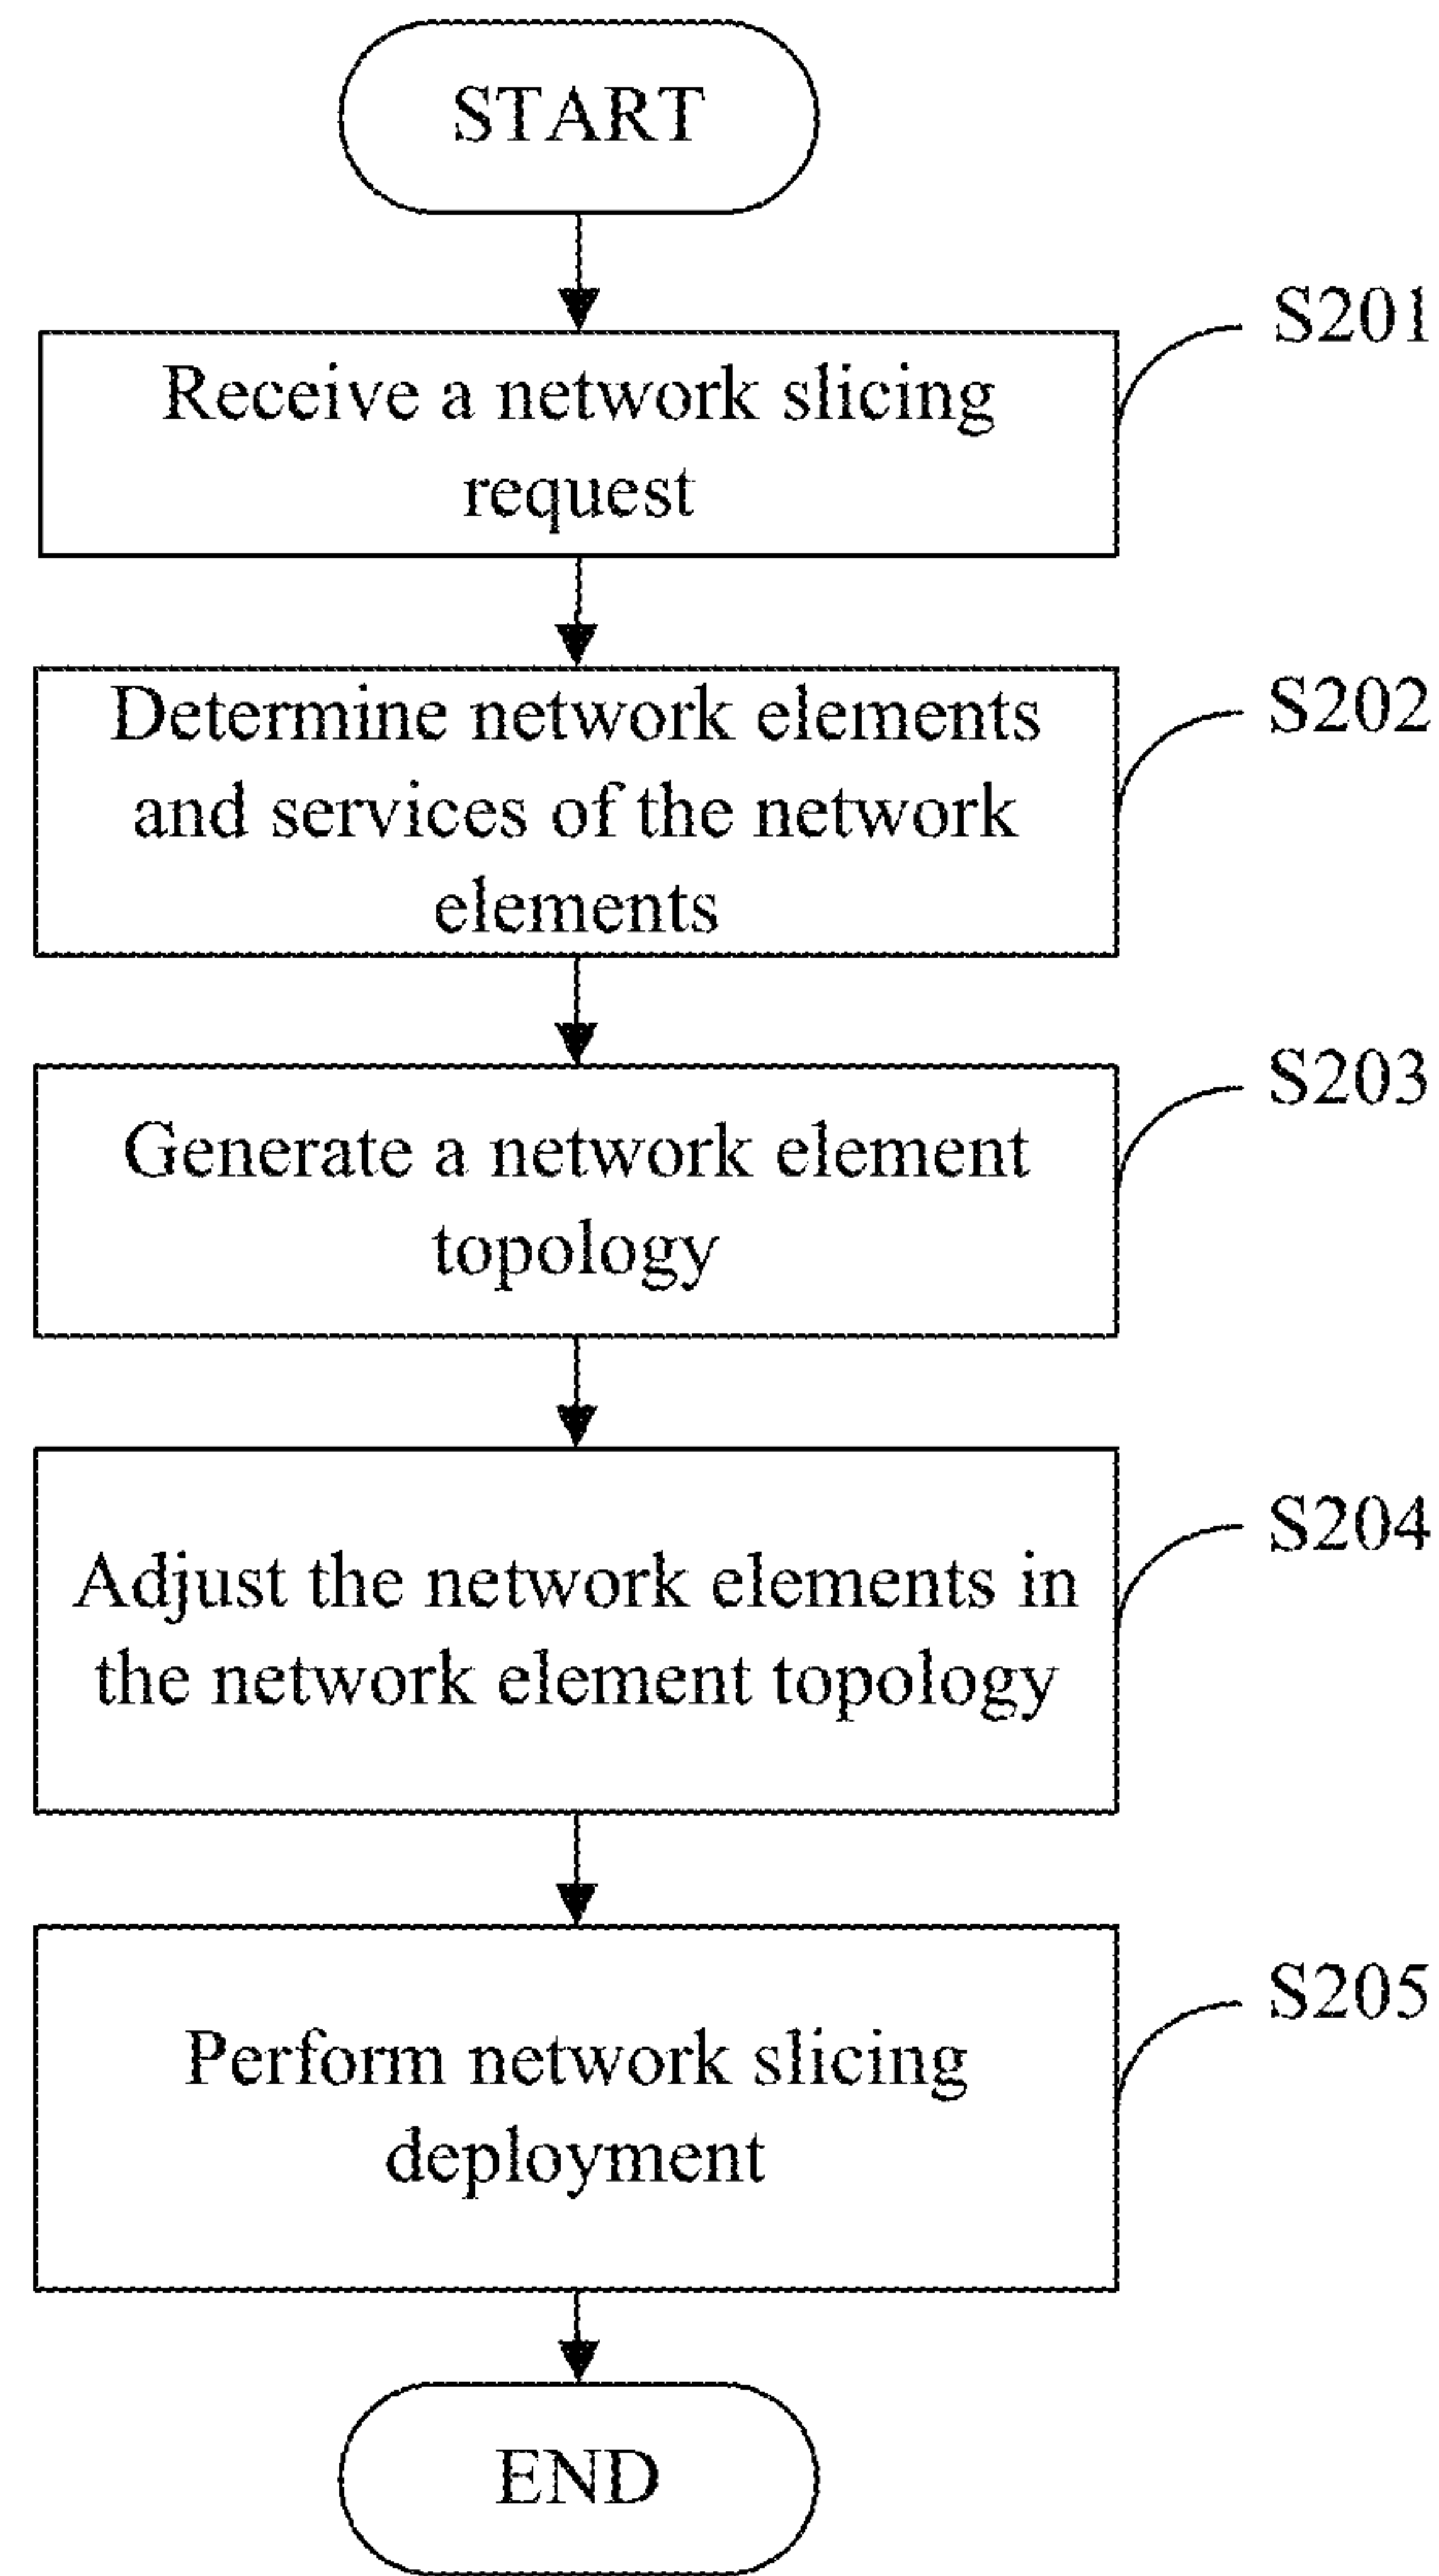 START
S201
Receive a network slicing
request
S202
Determine network elements
and services of the network
elements
S203
Generate a network element
topology
S204
Adjust the network elements in
the network element topology
S205
Perform network slicing
deployment
END